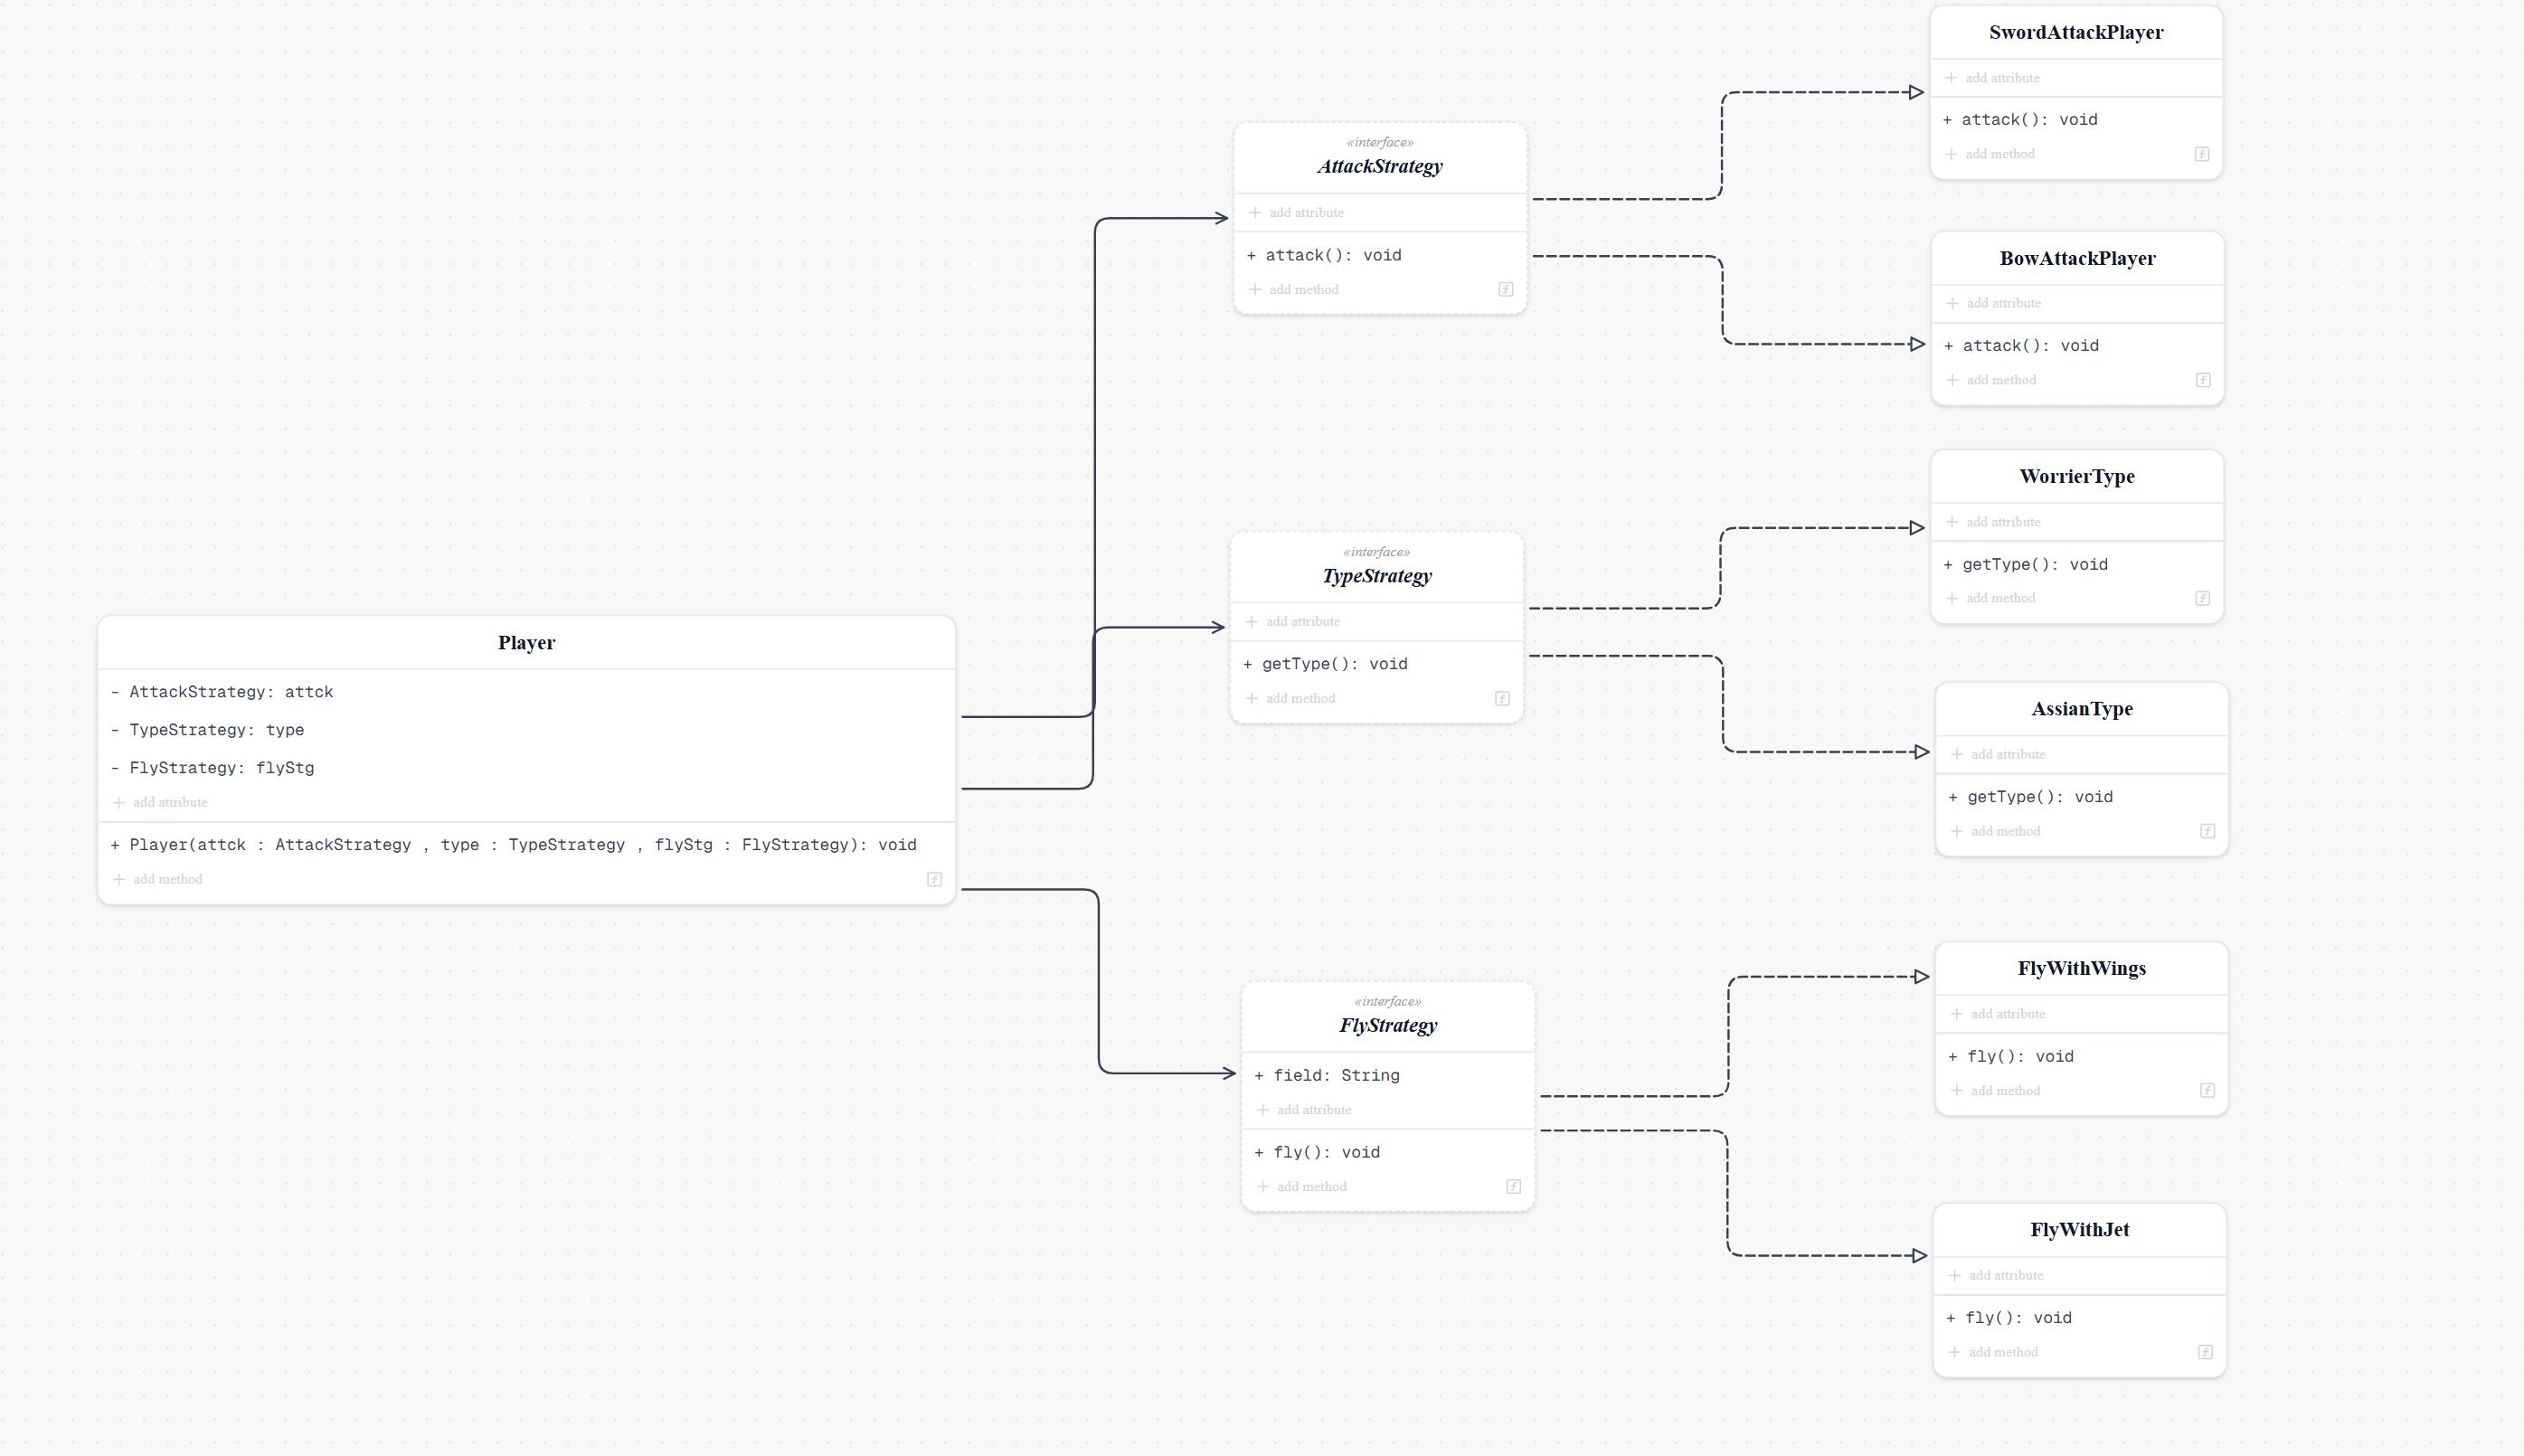 Player
- AttackStrategy: attck
- TypeStrategy: type
- FlyStrategy: flyStg
+ add attribute
+ Player(attck : AttackStrategy , type : TypeStrategy , flyStg : FlyStrategy): void
+ add method
«interface»
AttackStrategy
+ add attribute
+ attack(): void
+ add method
«interface»
TypeStrategy
+ add attribute
+ getType(): void
+ add method
«interface»
FlyStrategy
+ field: String
+ add attribute
+ fly(): void
+ add method
SwordAttackPlayer
+ add attribute
+ attack(): void
+ add method
BowAttackPlayer
+ add attribute
+ attack(): void
+ add method
WorrierType
+ add attribute
+ getType(): void
+ add method
AssianType
+ add attribute
+ getType(): void
+ add method
FlyWithWings
+ add attribute
+ fly(): void
+ add method
FlyWithJet
+ add attribute
+ fly(): void
+ add method